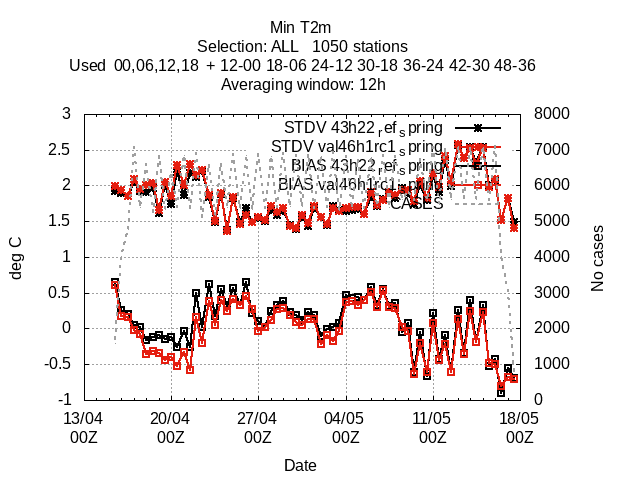 Min T2m
Selection: ALL   1050 stations
Used  00,06,12,18  + 12-00 18-06 24-12 30-18 36-24 42-30 48-36
Averaging window: 12h
STDV 43h22_ref_spring
STDV val46h1rc1_spring
BIAS 43h22_ref_spring
BIAS val46h1rc1_spring
CASES
3
2.5
2
1.5
1
0.5
0
-0.5
-1
deg C
8000
7000
6000
5000
4000
3000
2000
1000
0
No cases
13/04 20/04 27/04 04/05 11/05 18/05
00Z 00Z 00Z 00Z 00Z 00Z
Date